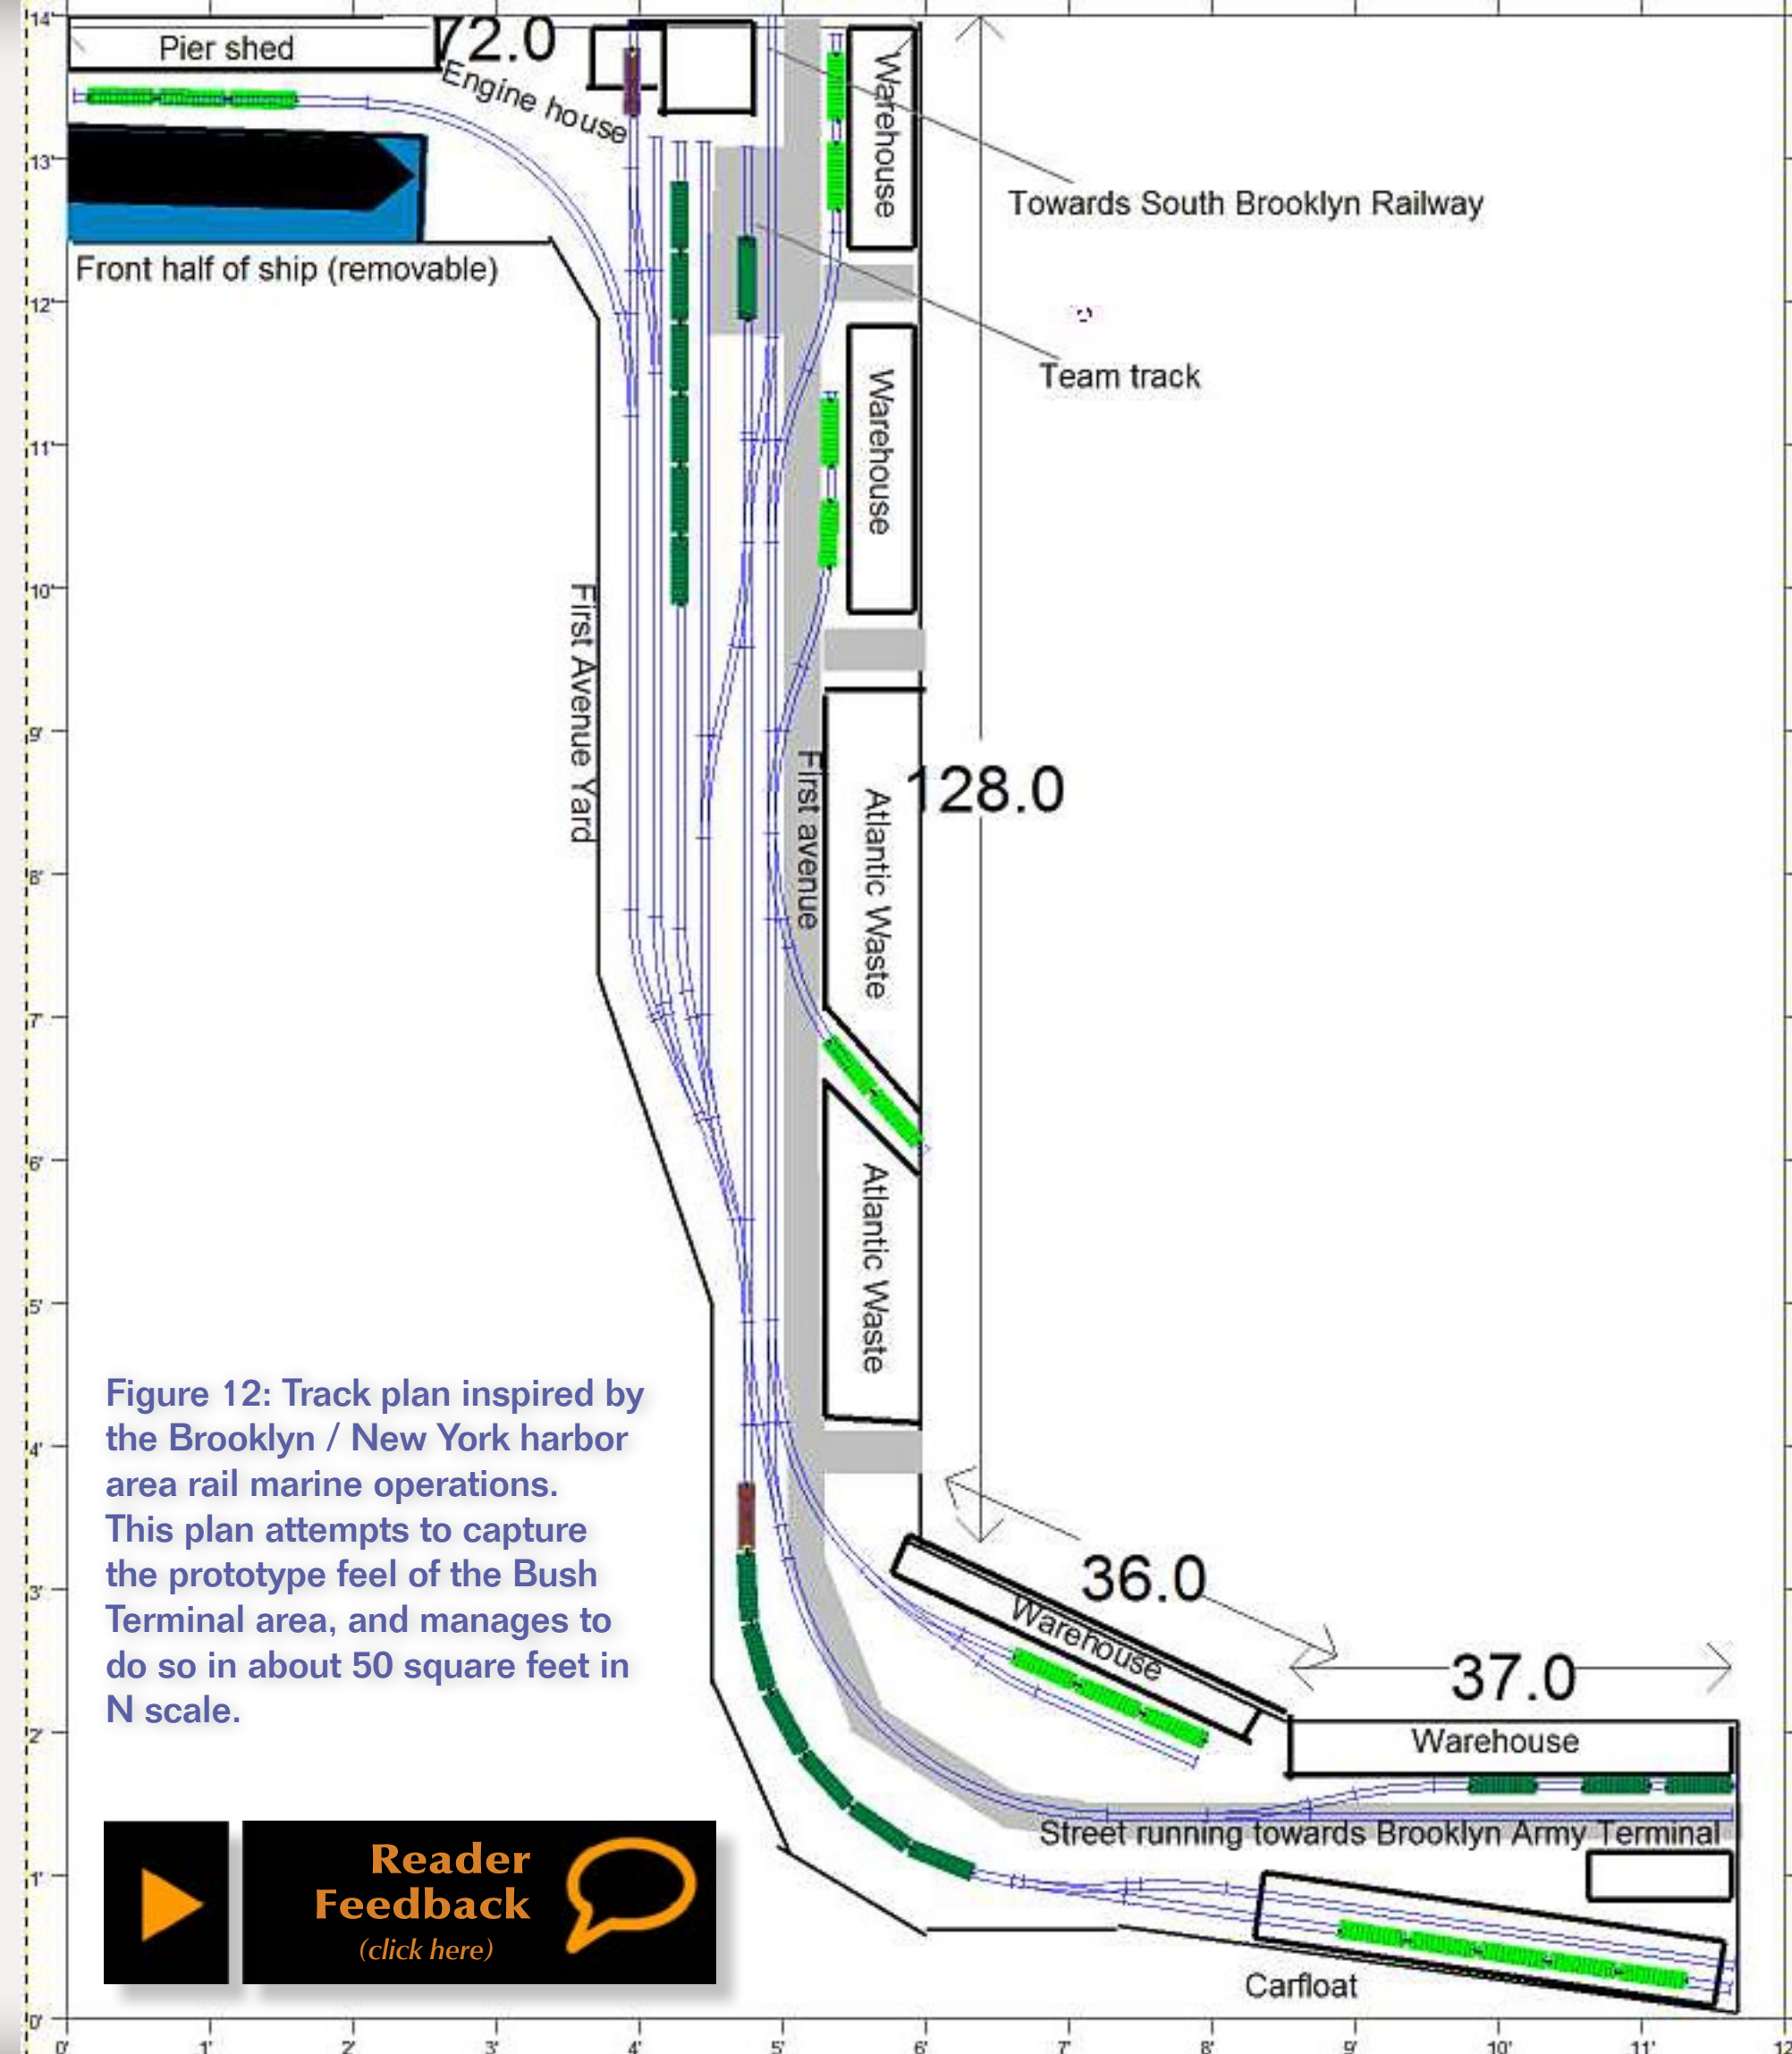 14'
Pier shed
72.0
Engine house
Warehouse
13'
Towards South Brooklyn Railway
Front half of ship (removable)
12'
Team track
Warehouse
11'
10'
First Avenue Yard
9'
First avenue
Atlantic Waste
128.0
8'
7'
6'
Atlantic Waste
5'
Figure 12: Track plan inspired by
the Brooklyn / New York harbor
area rail marine operations.
This plan attempts to capture
the prototype feel of the Bush
Terminal area, and manages to
do so in about 50 square feet in
N scale.
4'
3'
36.0
Warehouse
37.0
2'
Warehouse
Street running towards Brooklyn Army Terminal
Reader
Feedback
(click here)
1'
Carfloat
0'
0' 1' 2' 3' 4' 5' 6' 7' 8' 9' 10' 11' 12